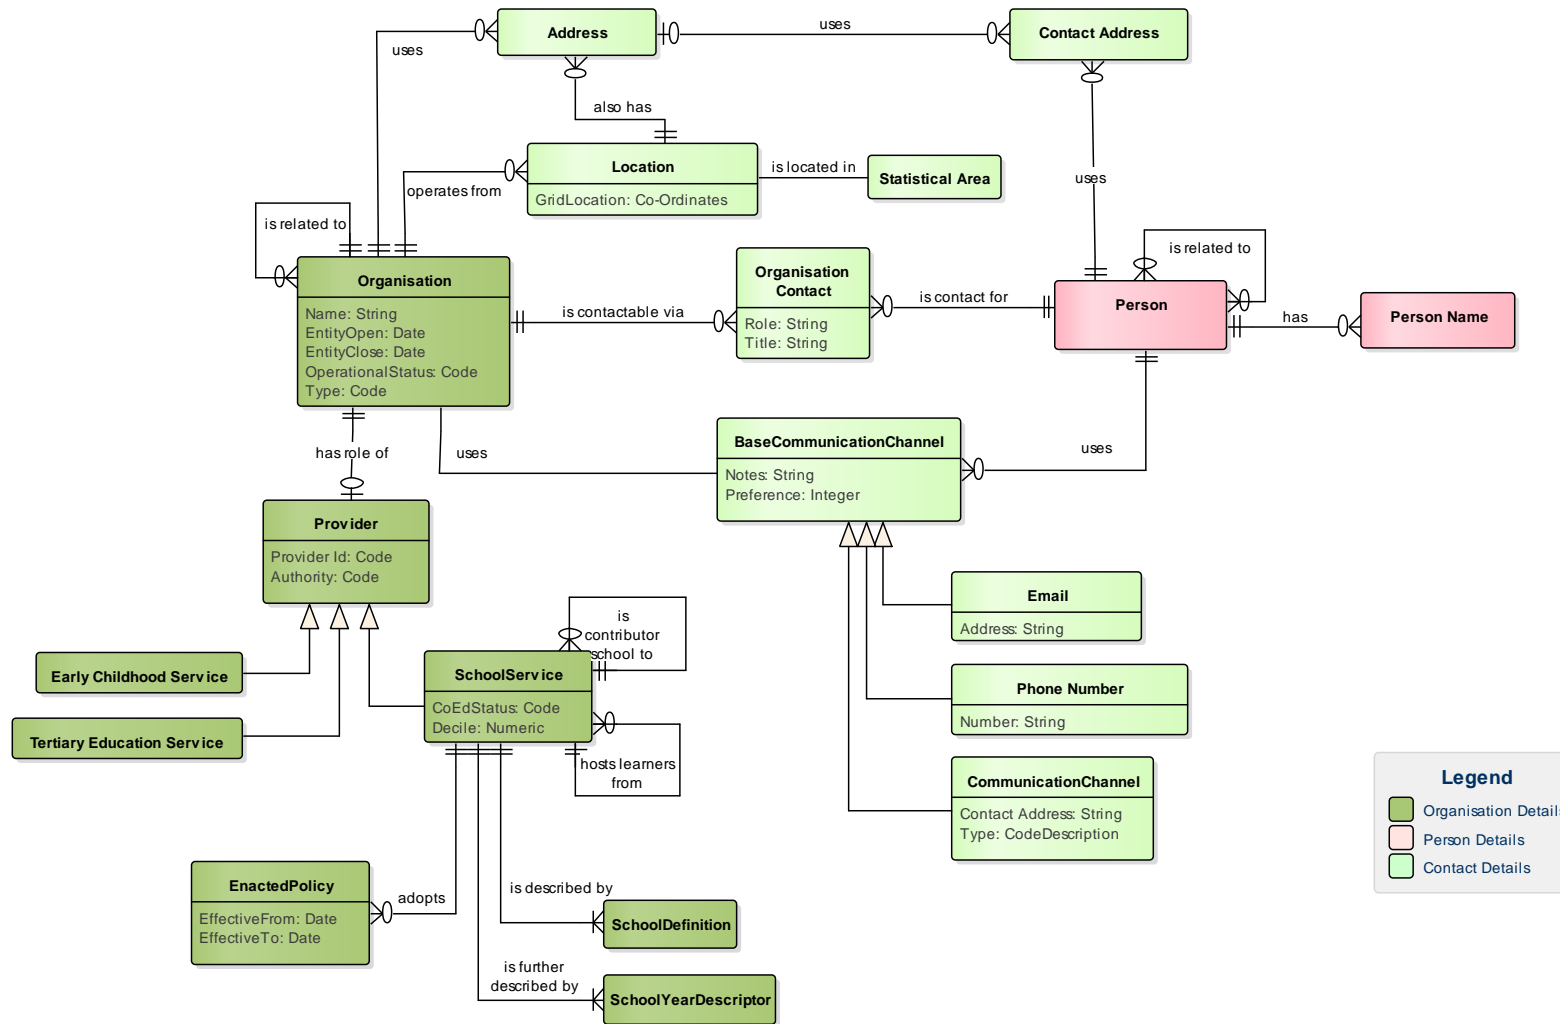 Address
uses
Contact Address
uses
also has
Location
GridLocation: Co-Ordinates
is located in
Statistical Area
operates from
uses
is related to
Organisation
Name: String
EntityOpen: Date
EntityClose: Date
OperationalStatus: Code
Type: Code
is contactable via
Organisation
Contact
Role: String
Title: String
is contact for
is related to
Person
has
Person Name
has role of
uses
BaseCommunicationChannel
Notes: String
Preference: Integer
uses
Provider
Provider Id: Code
Authority: Code
Email
Address: String
is
contributor
school to
Early Childhood Service
SchoolService
CoEdStatus: Code
Decile: Numeric
Phone Number
Number: String
Tertiary Education Service
hosts learners
from
CommunicationChannel
Contact Address: String
Type: CodeDescription
Legend
Organisation Details
Person Details
Contact Details
EnactedPolicy
EffectiveFrom: Date
EffectiveTo: Date
adopts
is described by
SchoolDefinition
is further
described by
SchoolYearDescriptor